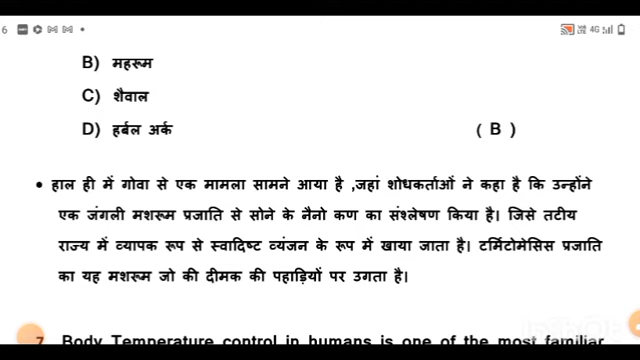 6 4G
B) महरूम
C) शैवाल
D) हर्बल अर्क ( B )
• हाल ही में गोवा से एक मामला सामने आया है ,जहां शोधकर्ताओं ने कहा है कि उन्होंने
एक जंगली मशरूम प्रजाति से सोने के नैनो कण का संश्लेषण किया है। जिसे तटीय
राज्य में व्यापक रूप से स्वादिष्ट व्यंजन के रूप में खाया जाता है। टर्मिटोमेसिस प्रजाति
का यह मशरूम जो की दीमक की पहाड़ियों पर उगता है।
7 Body Temperature control in humans is one of the most familiar